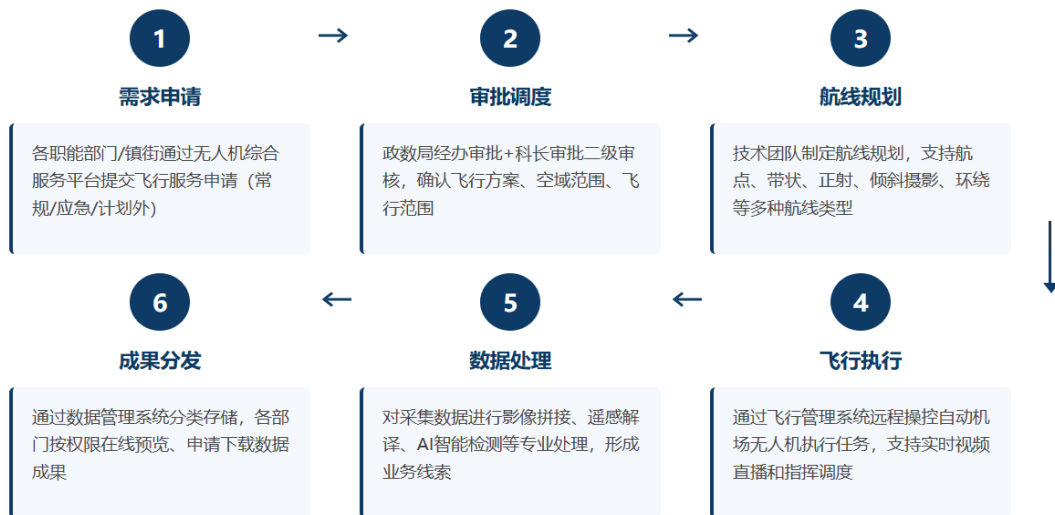 1
需求申请
各职能部门/镇街通过无人机综合
服务平台提交飞行服务申请（常
规/应急/计划外）
2
审批调度
政数局经办审批+科长审批二级审
核，确认飞行方案、空域范围、飞
行范围
3
航线规划
技术团队制定航线规划，支持航
点、带状、正射、倾斜摄影、环绕
等多种航线类型
4
飞行执行
通过飞行管理系统远程操控自动机
场无人机执行任务，支持实时视频
直播和指挥调度
5
数据处理
对采集数据进行影像拼接、遥感解
译、AI智能检测等专业处理，形成
业务线索
6
成果分发
通过数据管理系统分类存储，各部
门按权限在线预览、申请下载数据
成果